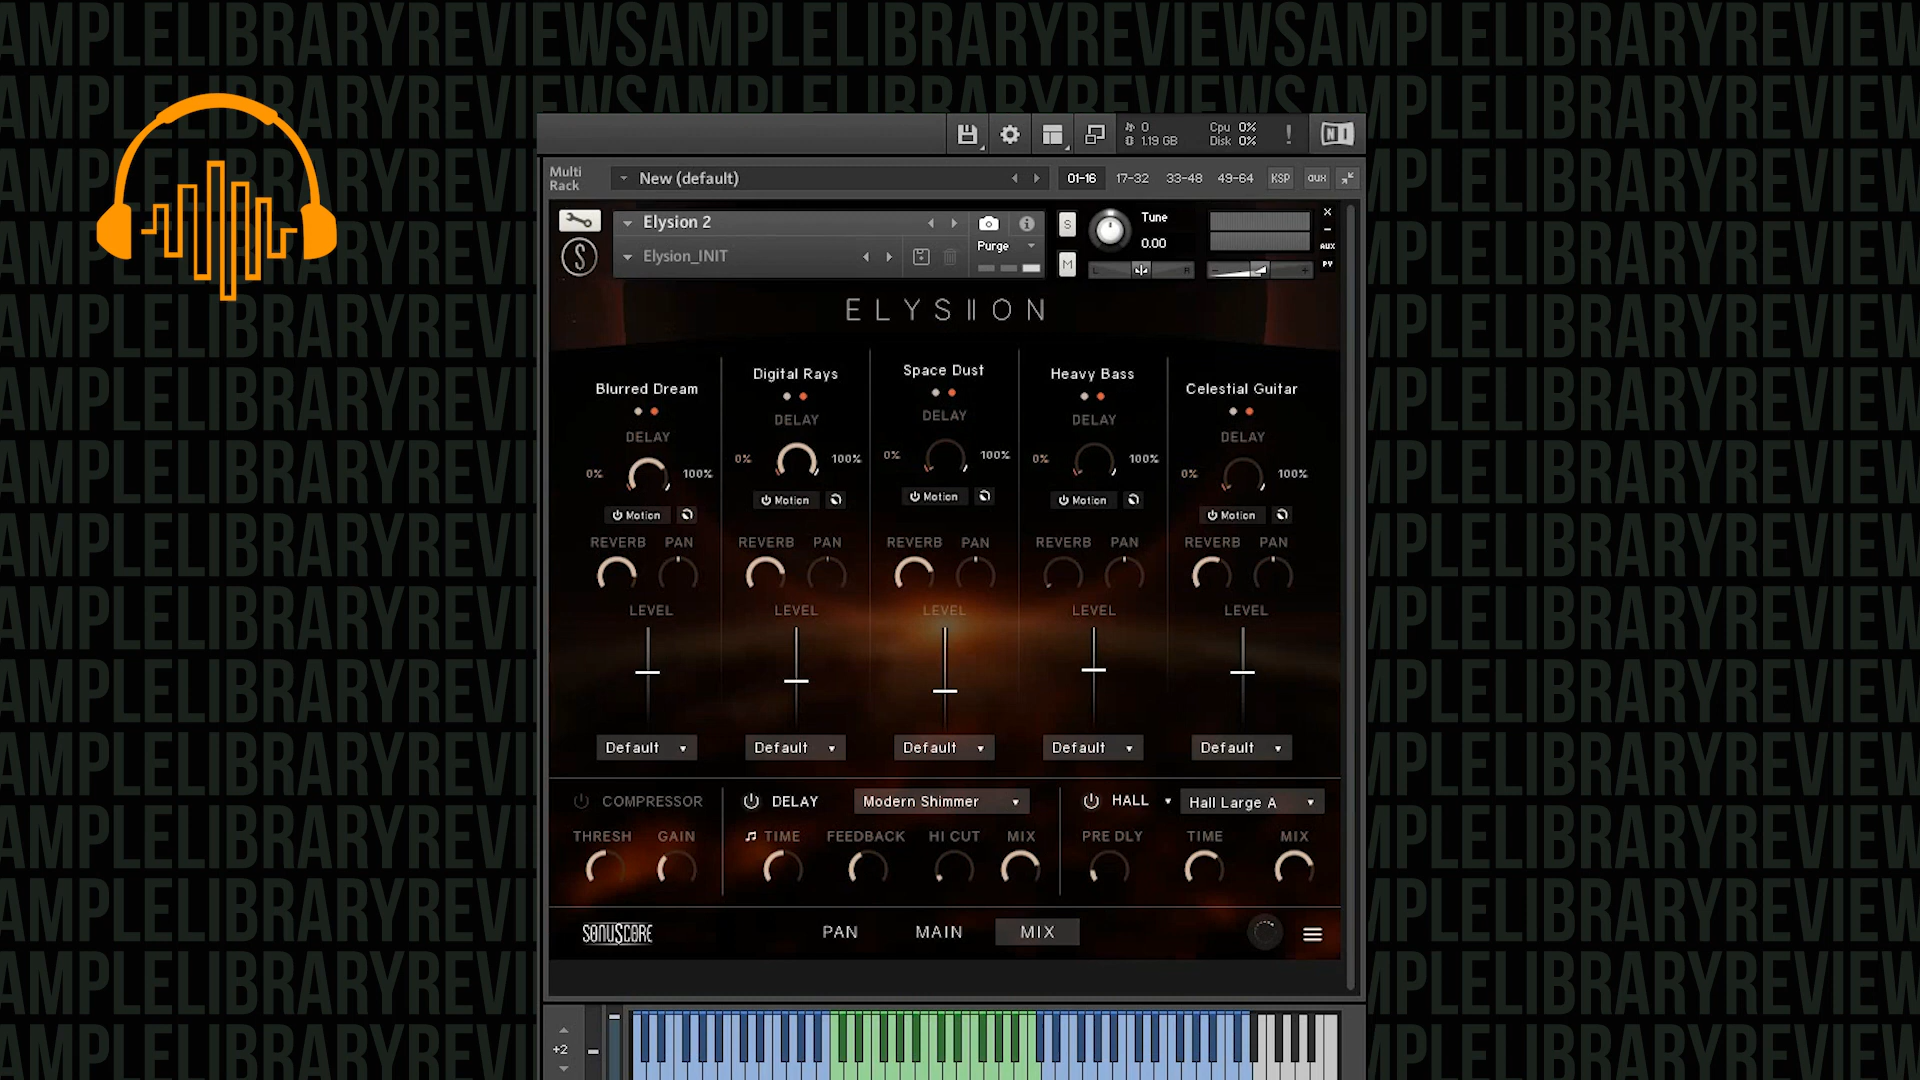 AMPLELIBRARYREVIEWSAMPLELIBRARYREVIEWSAMPLELIBRARYREVIEW
0
1.19 GB
Cpu 0%
Disk 0%
!
NI
Multi
Rack
New (default)
01-16 17-32 33-48 49-64 KSP aux
Elysion 2
Elysion_INIT
Purge
S
M
Tune
0.00
L R
- +
x
-
AUX
PV
ELYSIION
Blurred Dream
DELAY
0% 100%
Motion
REVERB PAN
LEVEL
Default
Digital Rays
DELAY
0% 100%
Motion
REVERB PAN
LEVEL
Default
Space Dust
DELAY
0% 100%
Motion
REVERB PAN
LEVEL
Default
Heavy Bass
DELAY
0% 100%
Motion
REVERB PAN
LEVEL
Default
Celestial Guitar
DELAY
0% 100%
Motion
REVERB PAN
LEVEL
Default
COMPRESSOR
THRESH GAIN
DELAY Modern Shimmer
TIME FEEDBACK HI CUT MIX
HALL Hall Large A
PRE DLY TIME MIX
SONUSCORE
PAN MAIN MIX
+2